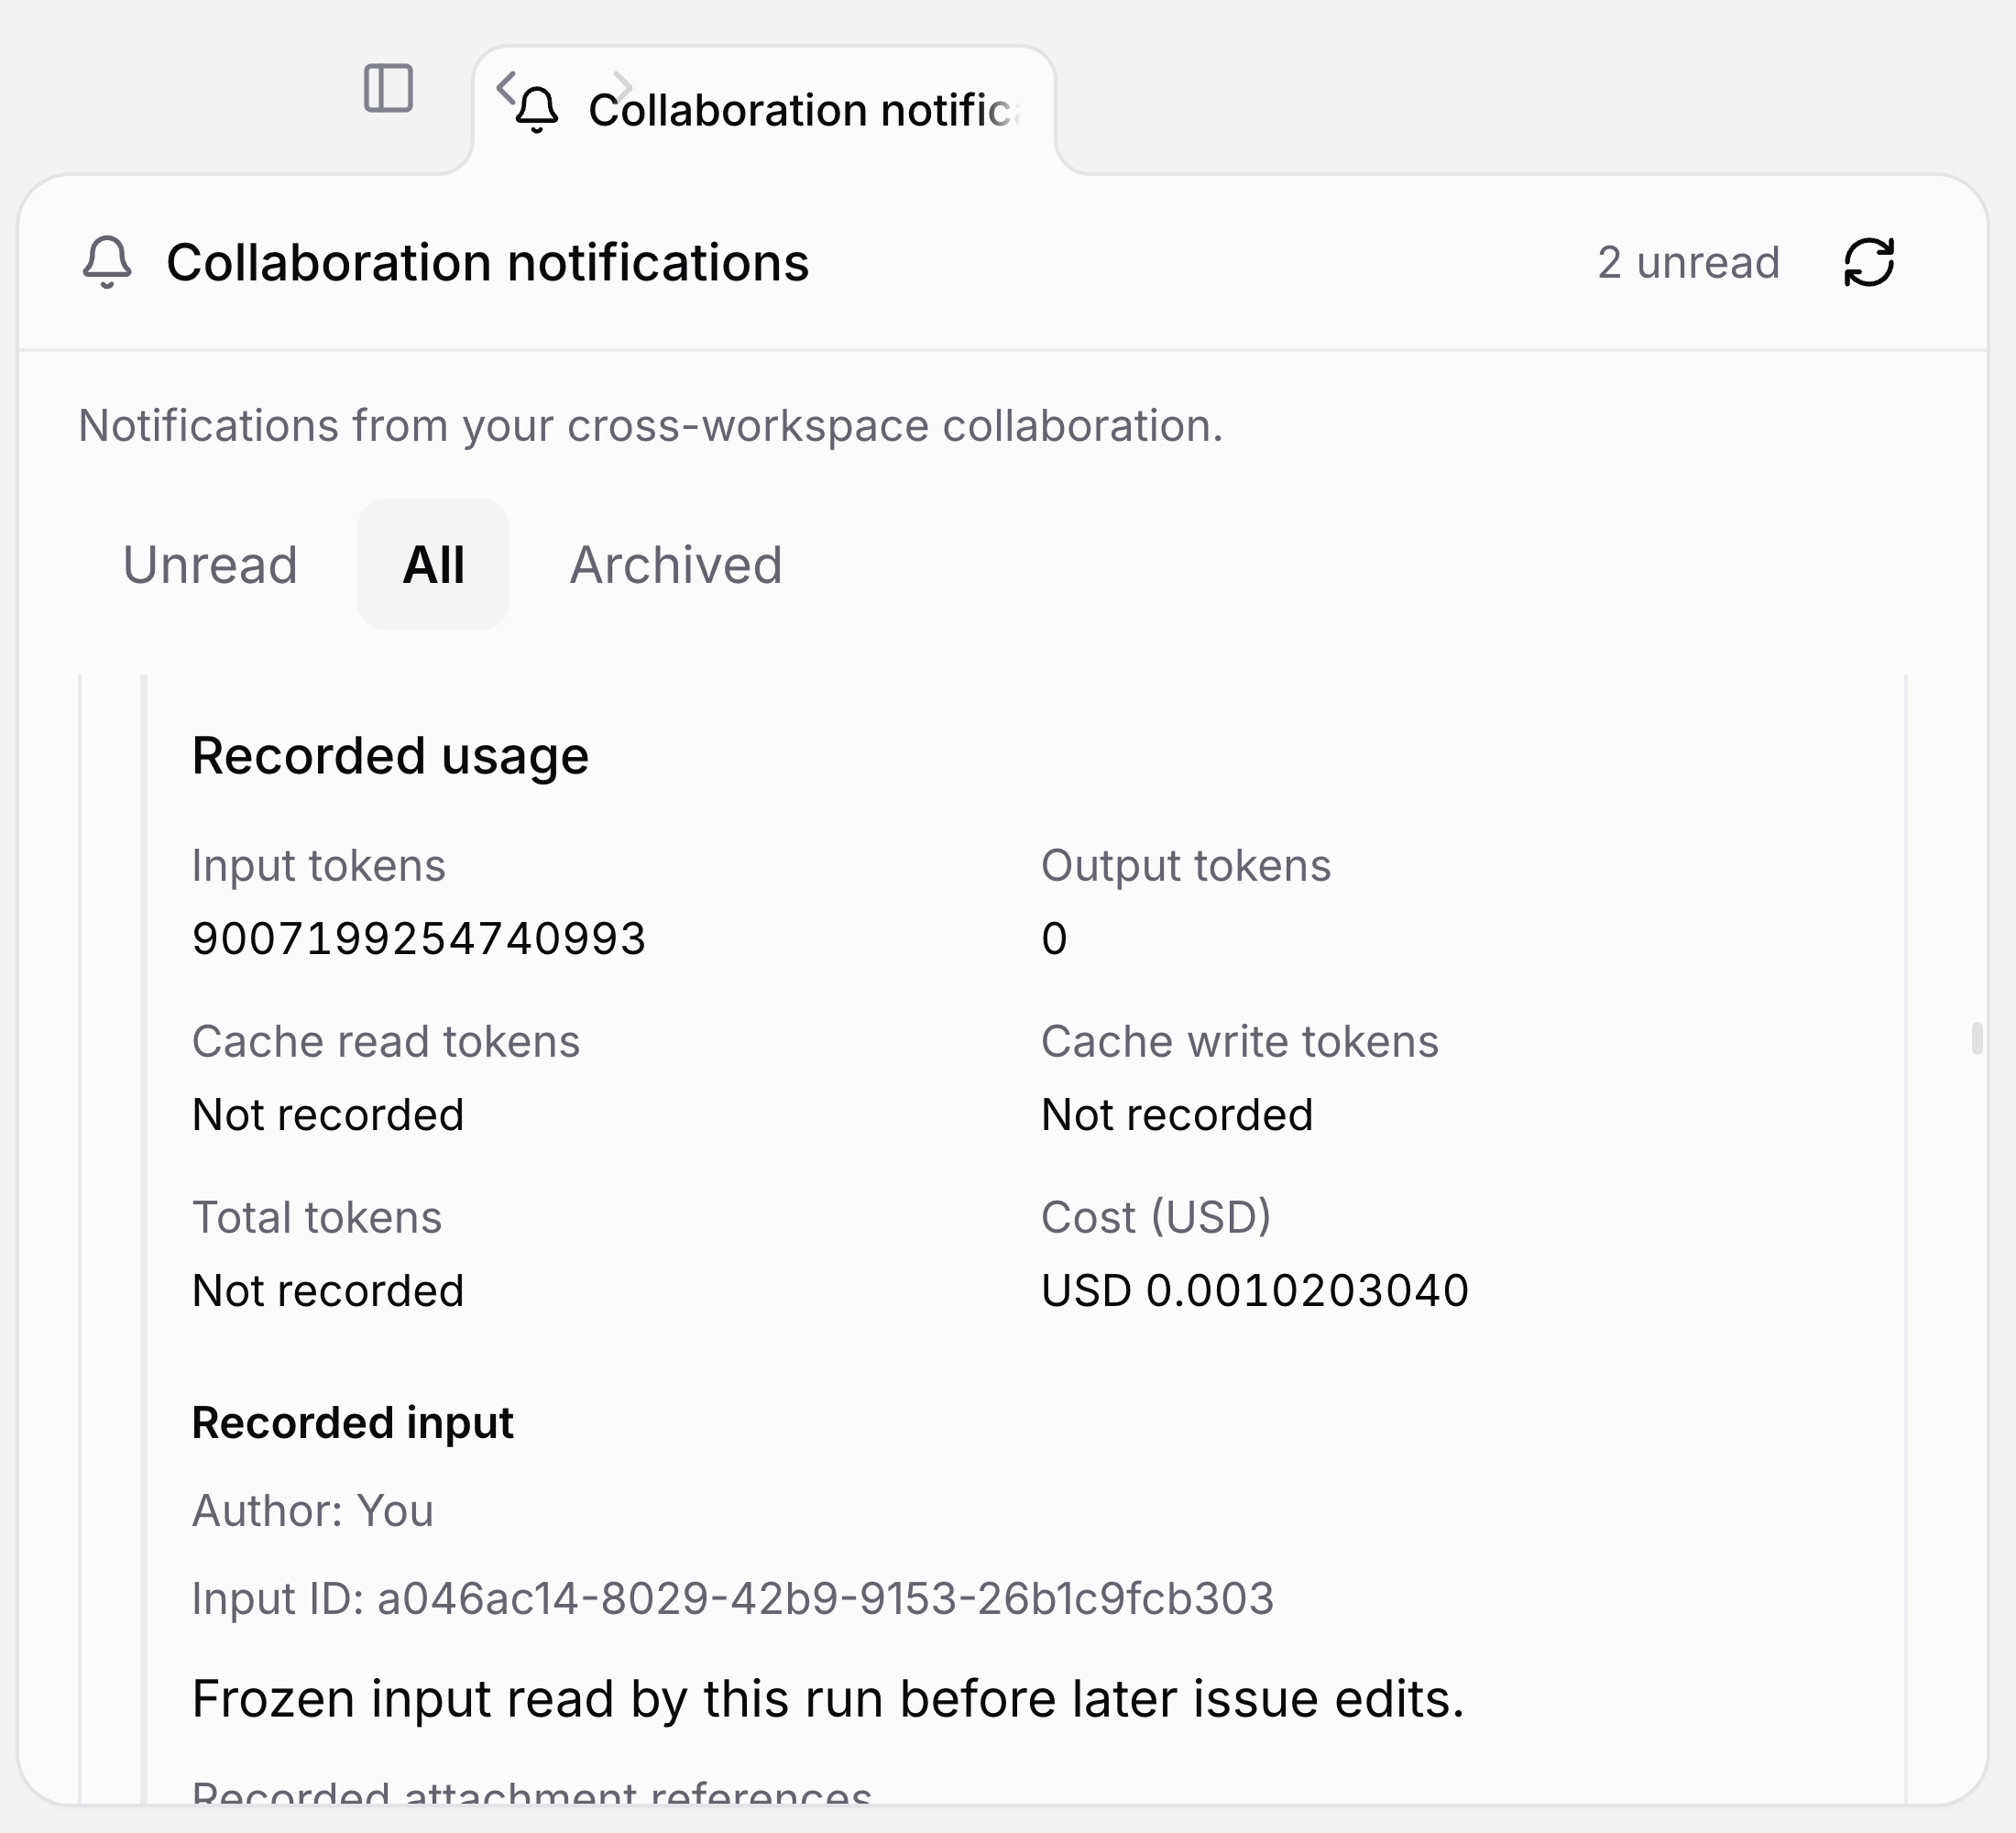 Collaboration notific
Collaboration notifications
2 unread
Notifications from your cross-workspace collaboration.
Unread
All
Archived
Recorded usage
Input tokens
Output tokens
9007199254740993
0
Cache read tokens
Cache write tokens
Not recorded
Not recorded
Total tokens
Cost (USD)
Not recorded
USD 0.0010203040
Recorded input
Author: You
Input ID: a046ac14-8029-42b9-9153-26b1c9fcb303
Frozen input read by this run before later issue edits.
Recorded attachment references